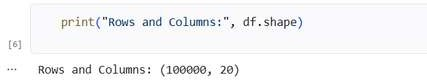 print("Rows and Columns:", df.shape)
[6]
... Rows and Columns: (100000, 20)